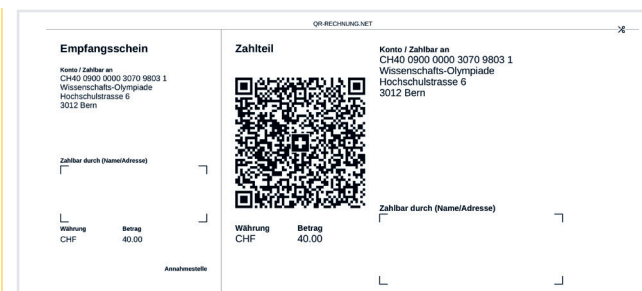 QR-RECHNUNG.NET
Empfangsschein
Konto / Zahlbar an
CH40 0900 0000 3070 9803 1
Wissenschafts-Olympiade
Hochschulstrasse 6
3012 Bern
Zahlbar durch (Name/Adresse)
Währung Betrag
CHF 40.00
Annahmestelle
Zahlteil
Währung Betrag
CHF 40.00
Konto / Zahlbar an
CH40 0900 0000 3070 9803 1
Wissenschafts-Olympiade
Hochschulstrasse 6
3012 Bern
Zahlbar durch (Name/Adresse)